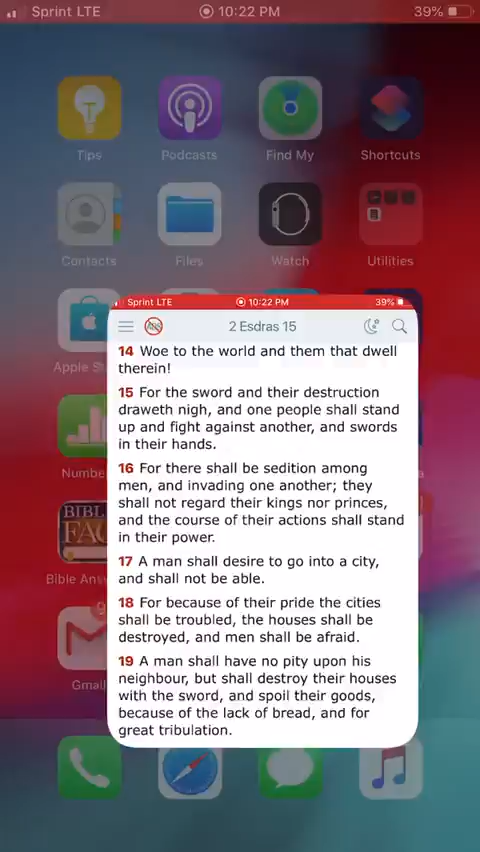 Sprint LTE 10:22 PM 39%
Tips Podcasts Find My Shortcuts
Contacts Files Watch Utilities
Sprint LTE 10:22 PM 39%
2 Esdras 15
14 Woe to the world and them that dwell
therein!
15 For the sword and their destruction
draweth nigh, and one people shall stand
up and fight against another, and swords
in their hands.
16 For there shall be sedition among
men, and invading one another; they
shall not regard their kings nor princes,
and the course of their actions shall stand
in their power.
17 A man shall desire to go into a city,
and shall not be able.
18 For because of their pride the cities
shall be troubled, the houses shall be
destroyed, and men shall be afraid.
19 A man shall have no pity upon his
neighbour, but shall destroy their houses
with the sword, and spoil their goods,
because of the lack of bread, and for
great tribulation.
Apple
Number
BIBL
FAC
Bible Ans
Gmail